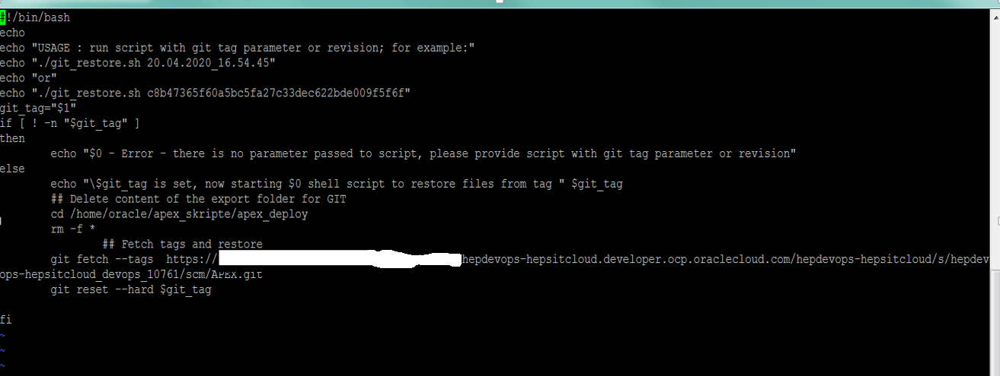 #!/bin/bash
echo
echo "USAGE : run script with git tag parameter or revision; for example:"
echo "./git_restore.sh 20.04.2020_16.54.45"
echo "or"
echo "./git_restore.sh c8b47365f60a5bc5fa27c33dec622bde009f5f6f"
git_tag="$1"
if [ ! -n "$git_tag" ]
then
echo "$0 - Error - there is no parameter passed to script, please provide script with git tag parameter or revision"
else
echo "\$git_tag is set, now starting $0 shell script to restore files from tag " $git_tag
## Delete content of the export folder for GIT
cd /home/oracle/apex_skripte/apex_deploy
rm -f *
## Fetch tags and restore
git fetch --tags  https://hepdevops-hepsitcloud.developer.ocp.oraclecloud.com/hepdevops-hepsitcloud/s/hepdev
ops-hepsitcloud_devops_10761/scm/APEX.git
git reset --hard $git_tag
fi
~
~
~